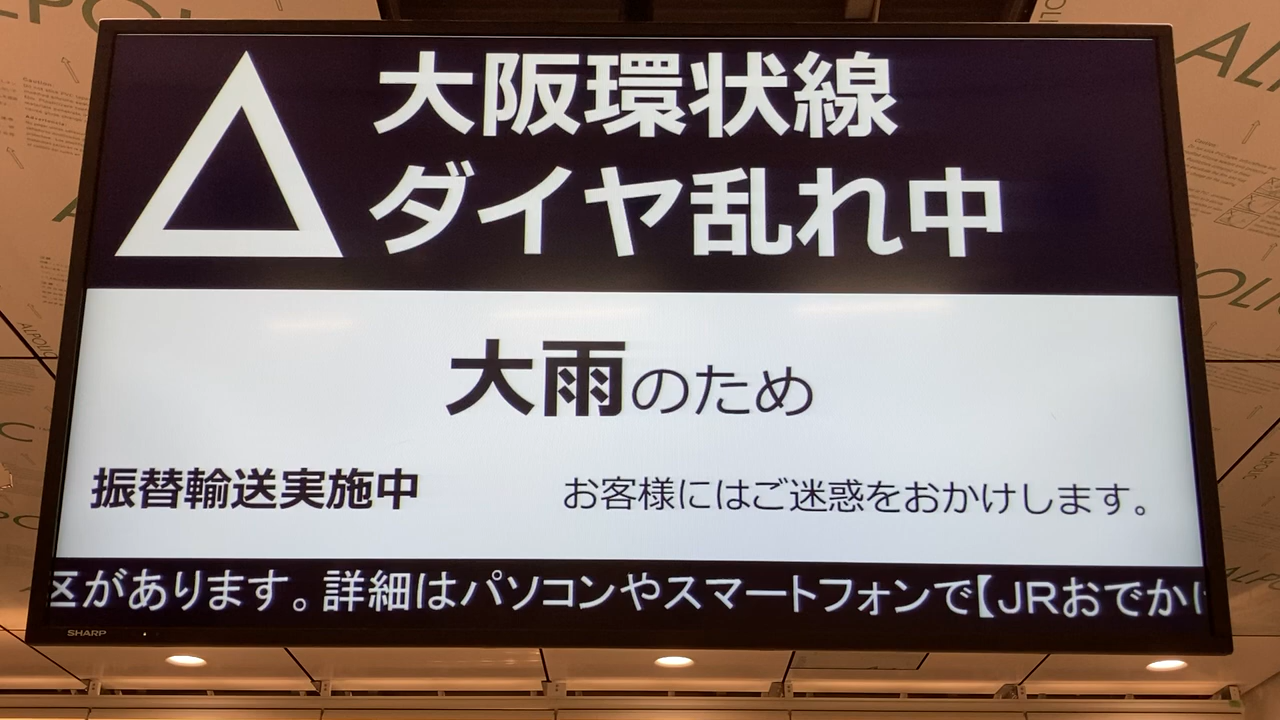 大阪環状線
ダイヤ乱れ中
大雨のため
振替輸送実施中 お客様にはご迷惑をおかけします。
区があります。詳細はパソコンやスマートフォンで【JRおでかけ
SHARP